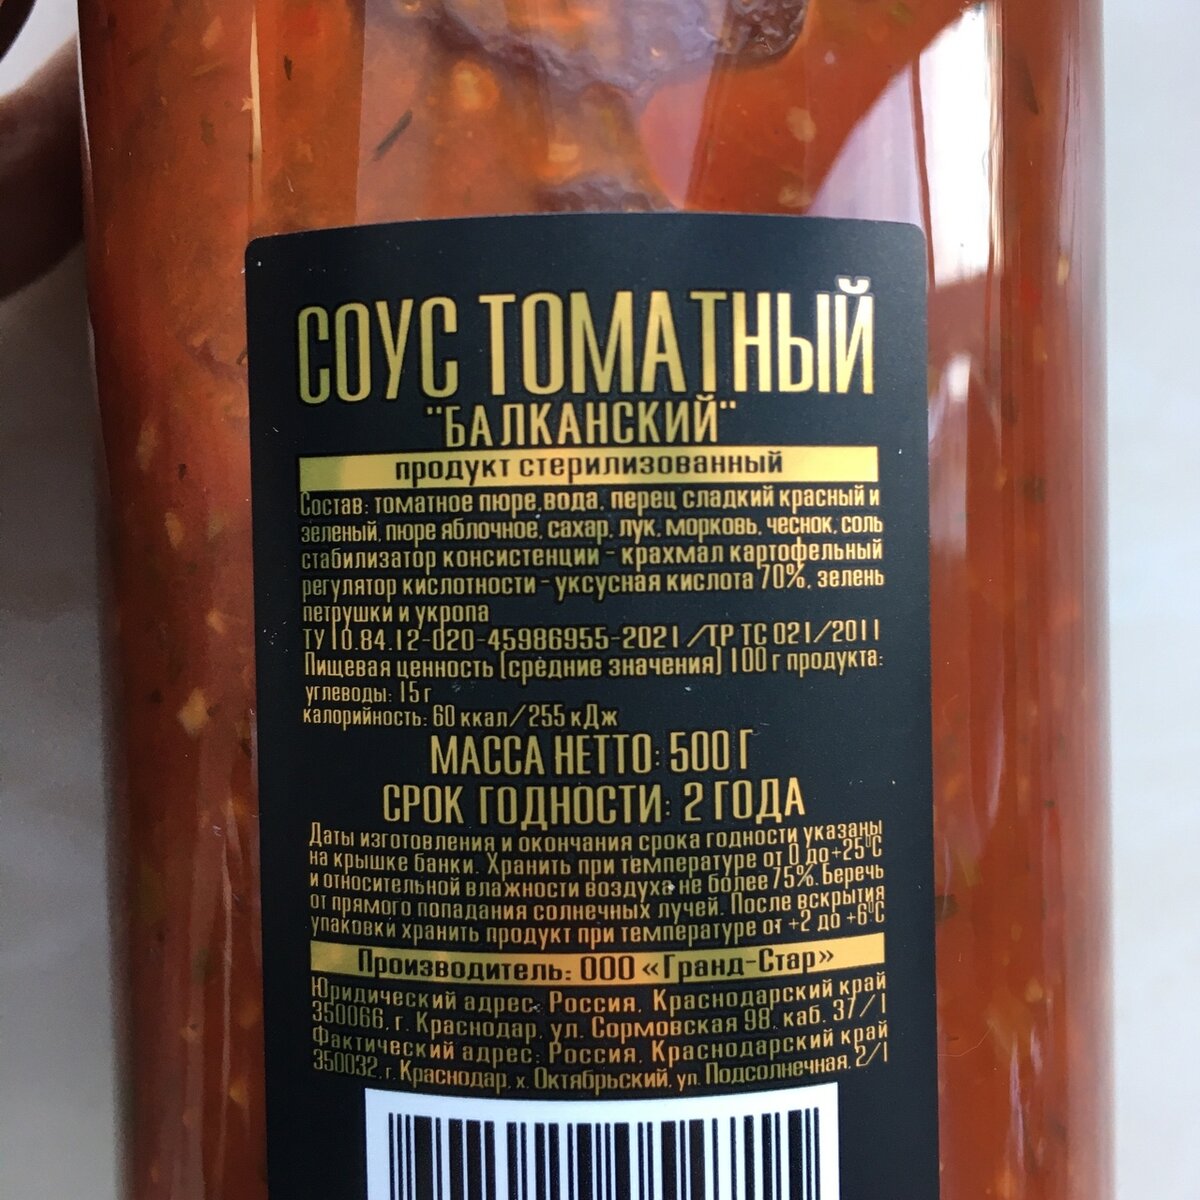 СОУС ТОМАТНЫЙ
"БАЛКАНСКИЙ"
продукт стерилизованный
Состав: томатное пюре, вода, перец сладкий красный и
зеленый, пюре яблочное, сахар, лук, морковь, чеснок, соль
стабилизатор консистенции - крахмал картофельный
регулятор кислотности - уксусная кислота 70%, зелень
петрушки и укропа
ТУ 10.84.12-020-45986955-2021 /ТР ТС 021/2011
Пищевая ценность (средние значения) 100 г продукта:
углеводы: 15 г
калорийность: 60 ккал/255 кДж
МАССА НЕТТО: 500 Г
СРОК ГОДНОСТИ: 2 ГОДА
Даты изготовления и окончания срока годности указаны
на крышке банки. Хранить при температуре от 0 до +25°С
и относительной влажности воздуха не более 75%. Беречь
от прямого попадания солнечных лучей. После вскрытия
упаковки хранить продукт при температуре от +2 до +6°С
Производитель: ООО «Гранд-Стар»
Юридический адрес: Россия, Краснодарский край
350066, г. Краснодар, ул. Сормовская 98, каб. 37/1
Фактический адрес: Россия, Краснодарский край
350032, г. Краснодар, х. Октябрьский, ул. Подсолнечная, 2/1